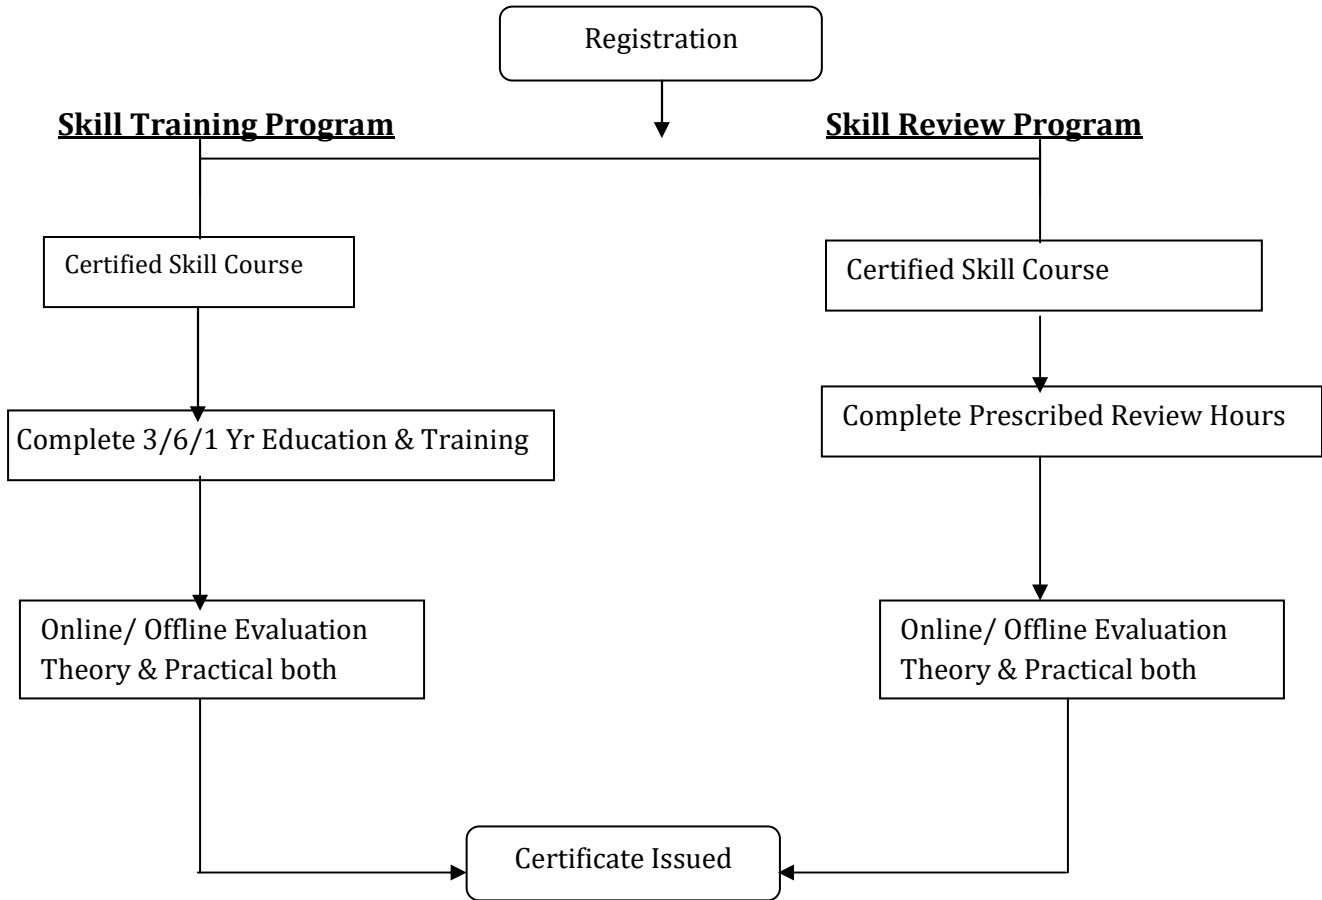 Registration
Skill Training Program
Skill Review Program
Certified Skill Course
Certified Skill Course
Complete Prescribed Review Hours
Complete 3/6/1 Yr Education & Training
Online/ Offline Evaluation
Theory & Practical both
Online/ Offline Evaluation
Theory & Practical both
Certificate Issued